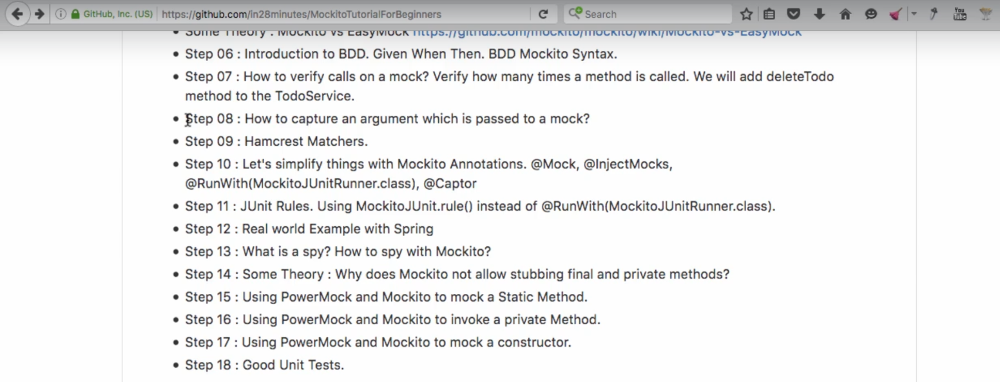 GitHub, Inc. (US) https://github.com/in28minutes/MockitoTutorialForBeginners Search You Tube
Some Theory : Mockito vs EasyMock https://github.com/mockito/mockito/wiki/Mockito-vs-EasyMock
Step 06 : Introduction to BDD. Given When Then. BDD Mockito Syntax.
Step 07 : How to verify calls on a mock? Verify how many times a method is called. We will add deleteTodo
method to the TodoService.
Step 08 : How to capture an argument which is passed to a mock?
Step 09 : Hamcrest Matchers.
Step 10 : Let's simplify things with Mockito Annotations. @Mock, @InjectMocks,
@RunWith(MockitoJUnitRunner.class), @Captor
Step 11 : JUnit Rules. Using MockitoJUnit.rule() instead of @RunWith(MockitoJUnitRunner.class).
Step 12 : Real world Example with Spring
Step 13 : What is a spy? How to spy with Mockito?
Step 14 : Some Theory : Why does Mockito not allow stubbing final and private methods?
Step 15 : Using PowerMock and Mockito to mock a Static Method.
Step 16 : Using PowerMock and Mockito to invoke a private Method.
Step 17 : Using PowerMock and Mockito to mock a constructor.
Step 18 : Good Unit Tests.